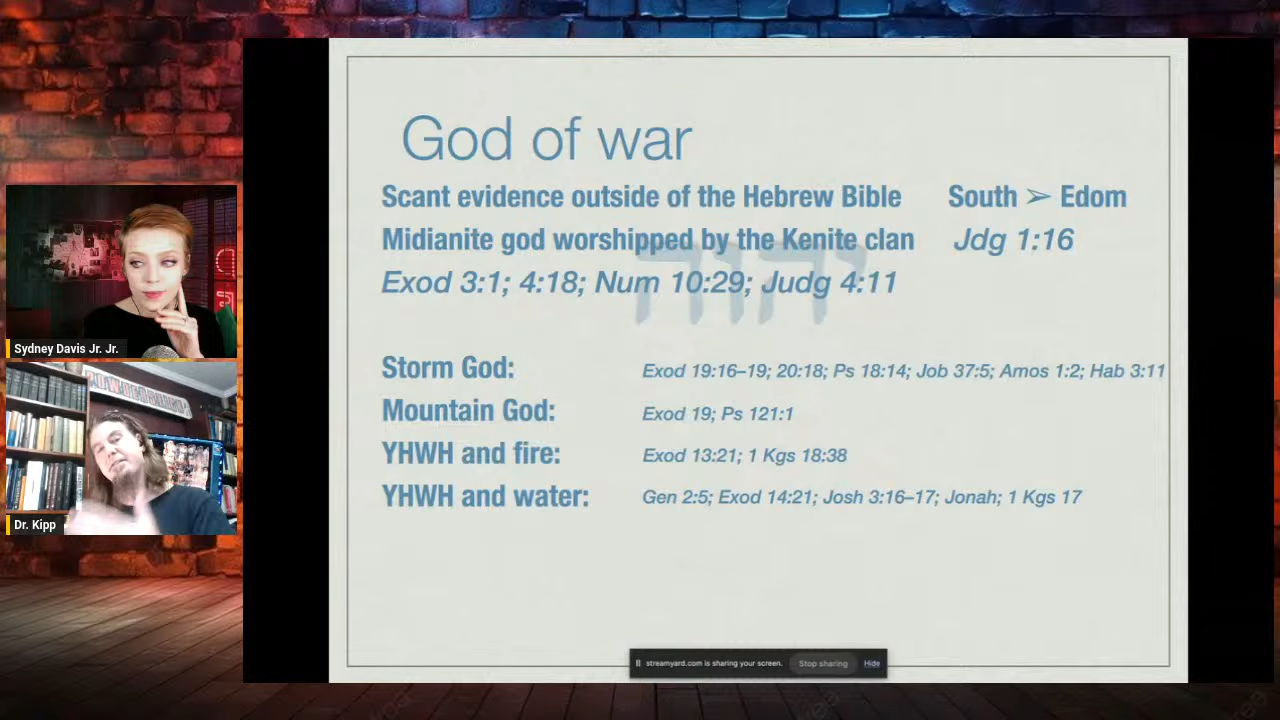 God of war
Scant evidence outside of the Hebrew Bible South ➢ Edom
Midianite god worshipped by the Kenite clan Jdg 1:16
Exod 3:1; 4:18; Num 10:29; Judg 4:11
יהוה
Storm God: Exod 19:16–19; 20:18; Ps 18:14; Job 37:5; Amos 1:2; Hab 3:11
Mountain God: Exod 19; Ps 121:1
YHWH and fire: Exod 13:21; 1 Kgs 18:38
YHWH and water: Gen 2:5; Exod 14:21; Josh 3:16–17; Jonah; 1 Kgs 17
Sydney Davis Jr. Jr.
Dr. Kipp
streamyard.com is sharing your screen. Stop sharing Hide